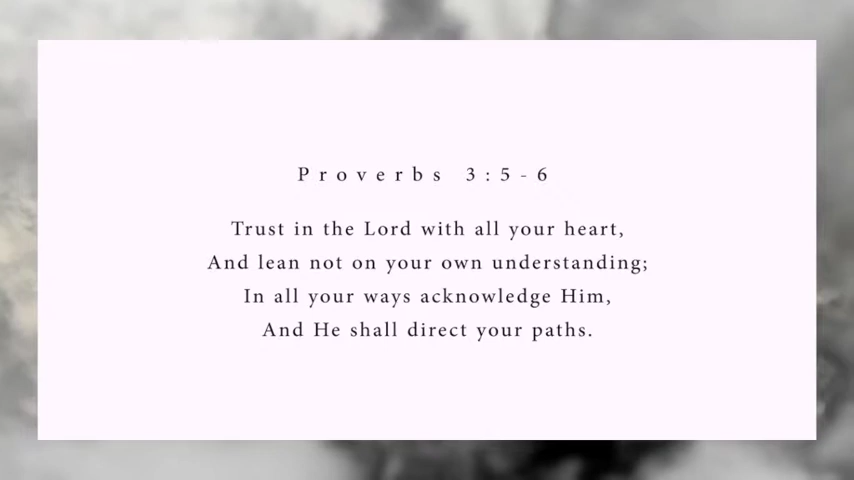 Proverbs 3:5-6
Trust in the Lord with all your heart,
And lean not on your own understanding;
In all your ways acknowledge Him,
And He shall direct your paths.